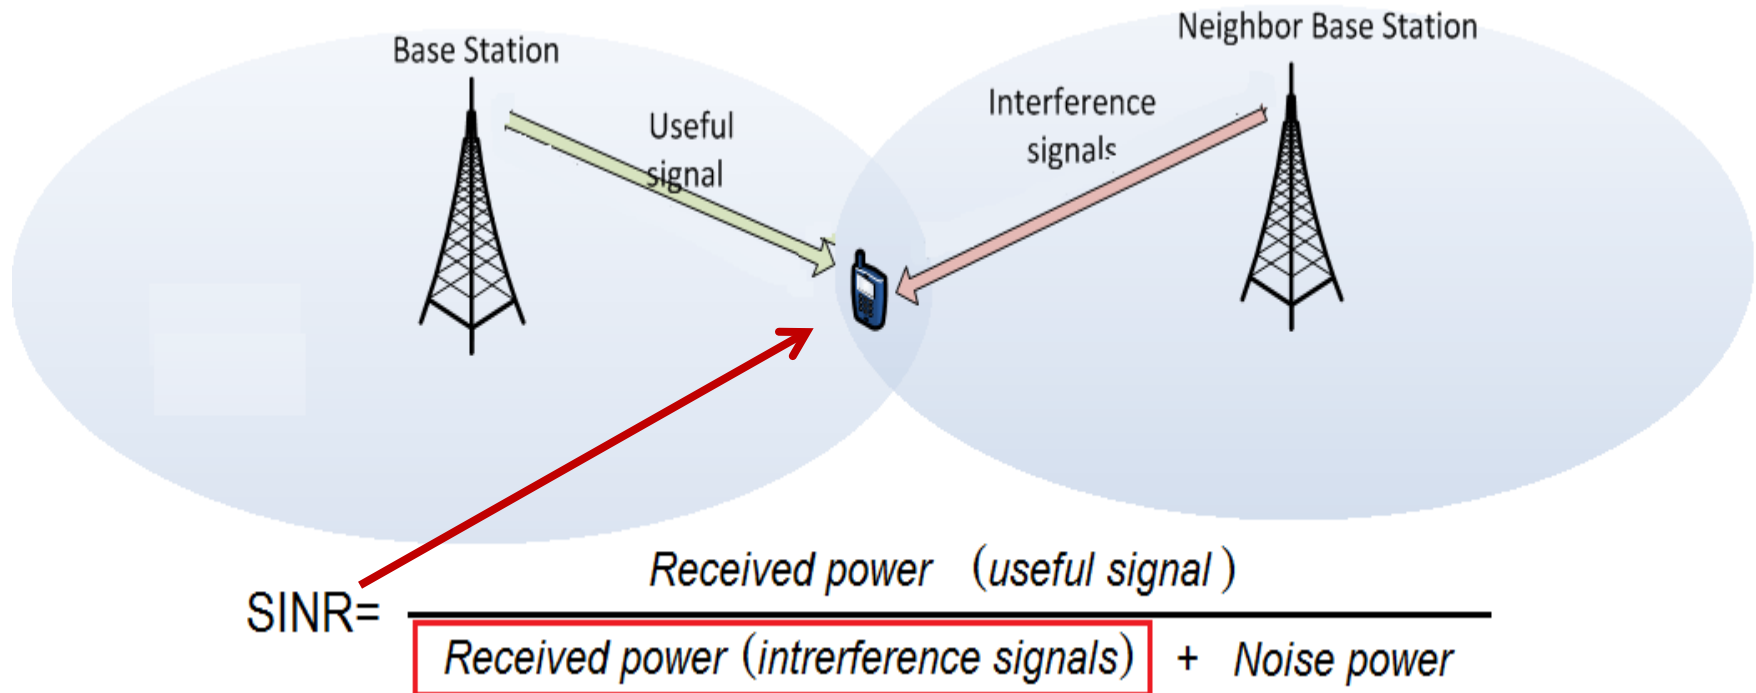 Base Station
Neighbor Base Station
Useful
signal
Interference
signals
Received power (useful signal)
SINR=
Received power (intrerference signals) + Noise power